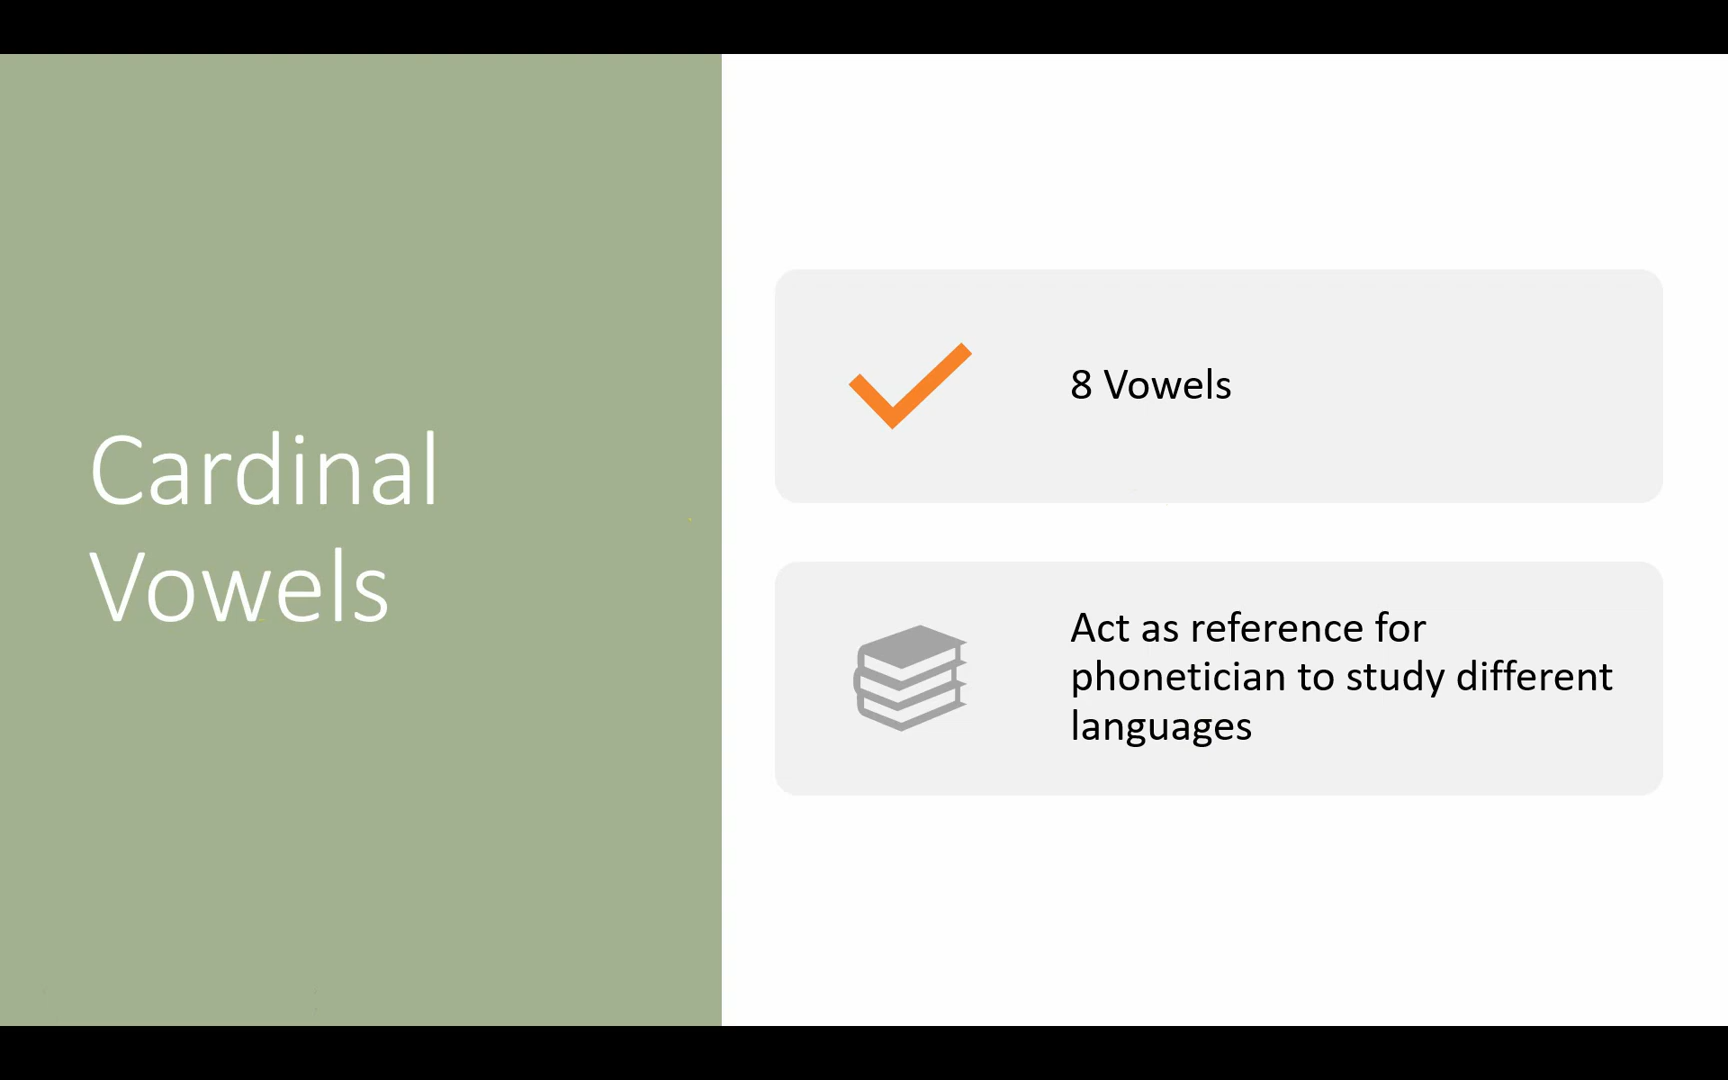 Cardinal
Vowels
8 Vowels
Act as reference for
phonetician to study different
languages